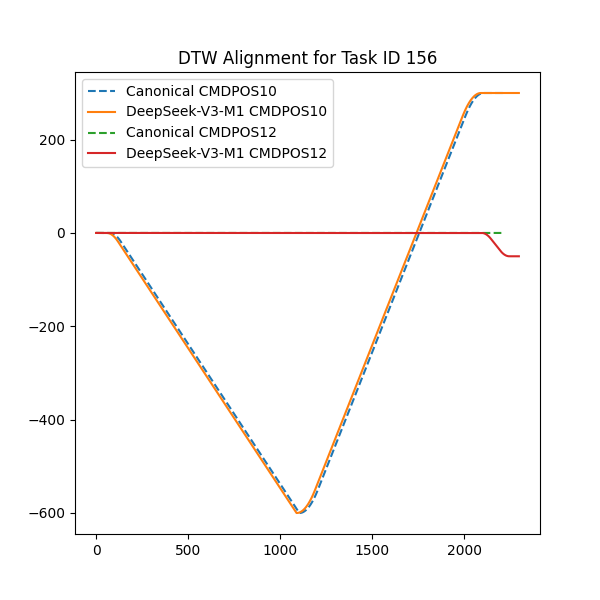 DTW Alignment for Task ID 156
Canonical CMDPOS10
DeepSeek-V3-M1 CMDPOS10
Canonical CMDPOS12
DeepSeek-V3-M1 CMDPOS12
200
0
−200
−400
−600
0 500 1000 1500 2000